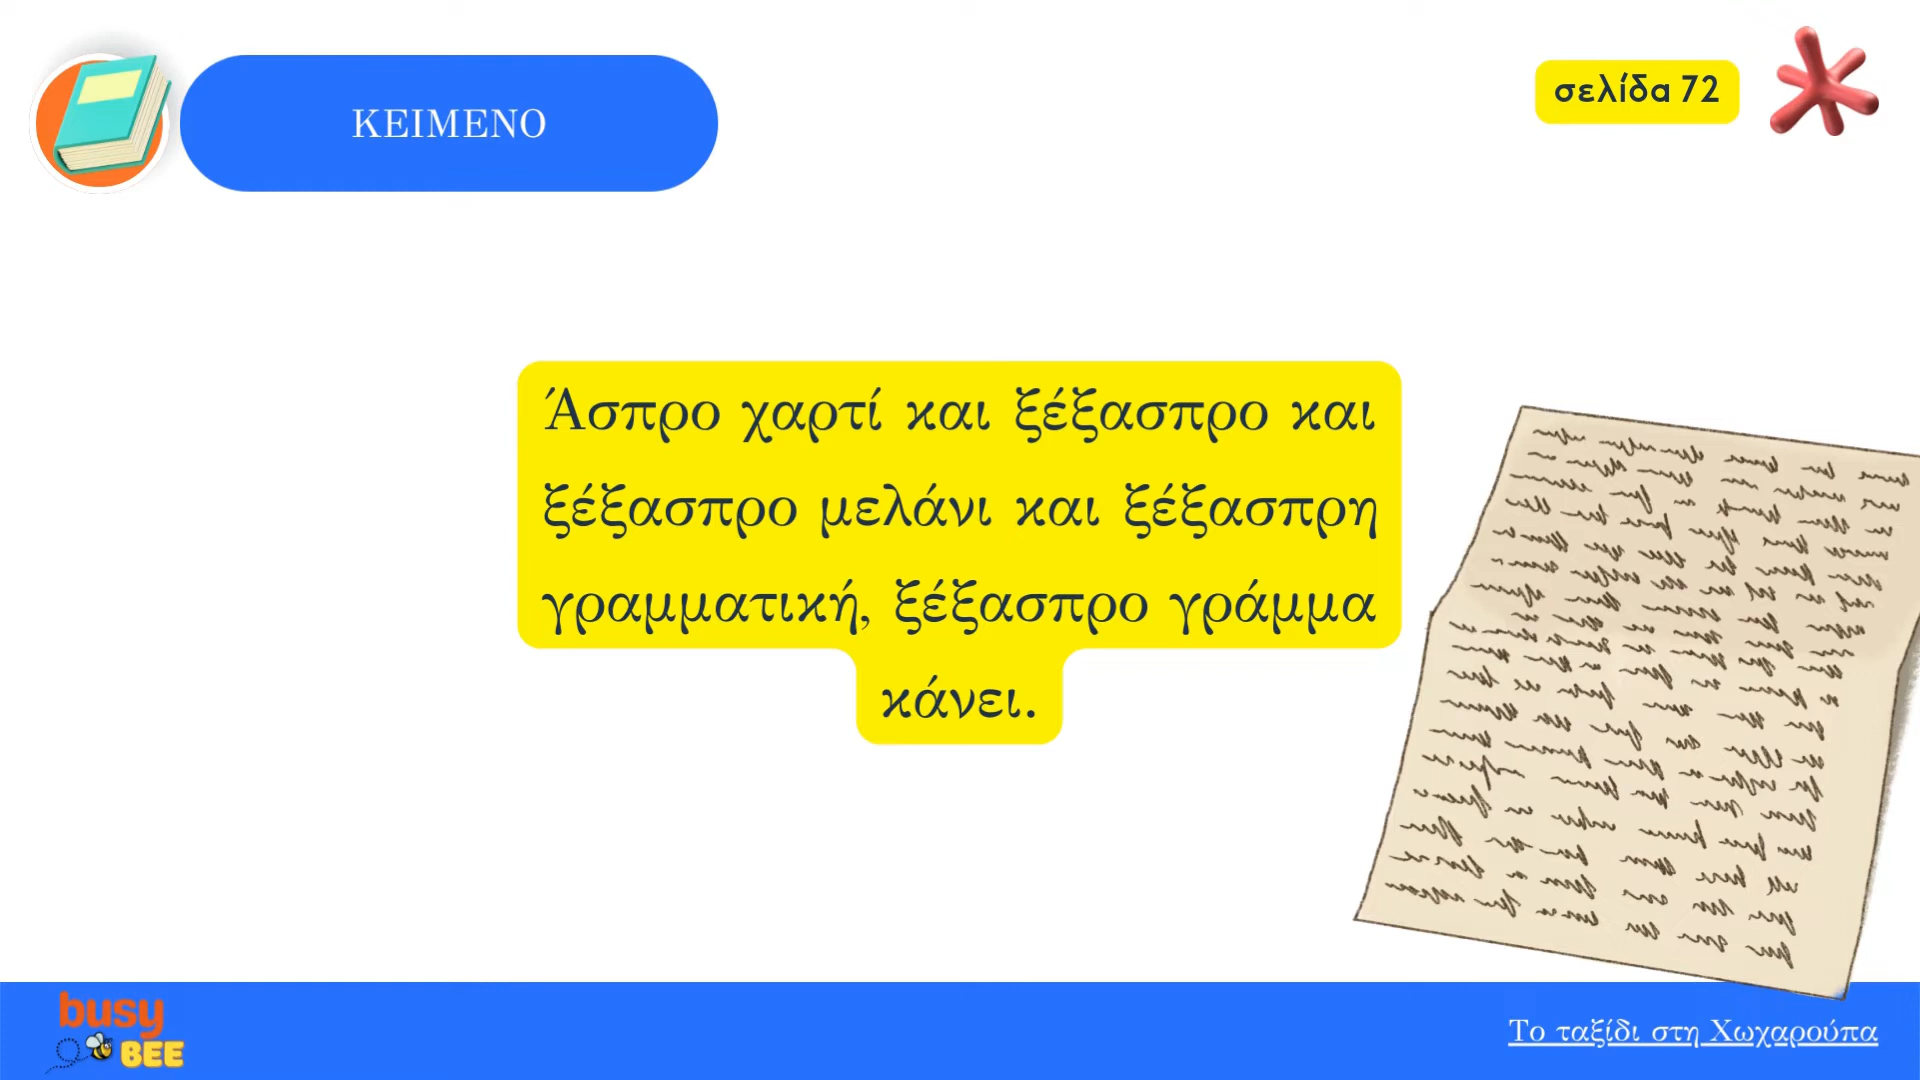 ΚΕΙΜΕΝΟ
σελίδα 72
Άσπρο χαρτί και ξέξασπρο και
ξέξασπρο μελάνι και ξέξασπρη
γραμματική, ξέξασπρο γράμμα
κάνει.
busy
BEE
Το ταξίδι στη Χωχαρούπα